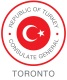 REPUBLIC OF TURKEY
CONSULATE GENERAL
TORONTO